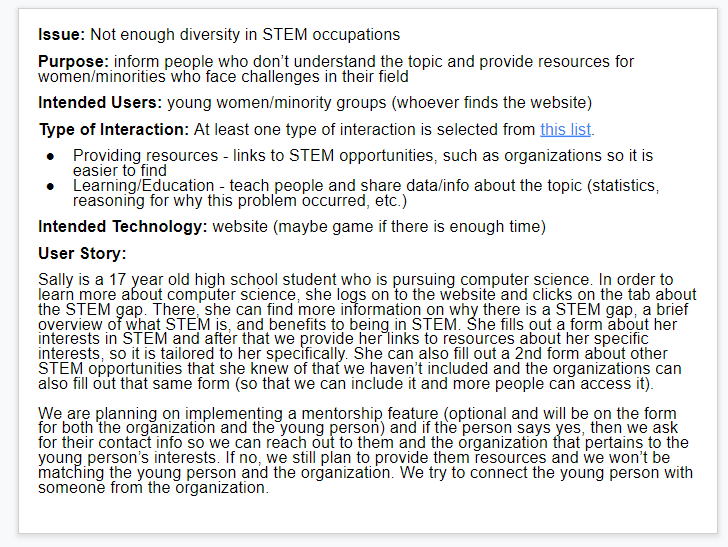 Issue: Not enough diversity in STEM occupations
Purpose: inform people who don’t understand the topic and provide resources for
women/minorities who face challenges in their field
Intended Users: young women/minority groups (whoever finds the website)
Type of Interaction: At least one type of interaction is selected from this list.
● Providing resources - links to STEM opportunities, such as organizations so it is
easier to find
● Learning/Education - teach people and share data/info about the topic (statistics,
reasoning for why this problem occurred, etc.)
Intended Technology: website (maybe game if there is enough time)
User Story:
Sally is a 17 year old high school student who is pursuing computer science. In order to
learn more about computer science, she logs on to the website and clicks on the tab about
the STEM gap. There, she can find more information on why there is a STEM gap, a brief
overview of what STEM is, and benefits to being in STEM. She fills out a form about her
interests in STEM and after that we provide her links to resources about her specific
interests, so it is tailored to her specifically. She can also fill out a 2nd form about other
STEM opportunities that she knew of that we haven’t included and the organizations can
also fill out that same form (so that we can include it and more people can access it).
We are planning on implementing a mentorship feature (optional and will be on the form
for both the organization and the young person) and if the person says yes, then we ask
for their contact info so we can reach out to them and the organization that pertains to the
young person’s interests. If no, we still plan to provide them resources and we won’t be
matching the young person and the organization. We try to connect the young person with
someone from the organization.